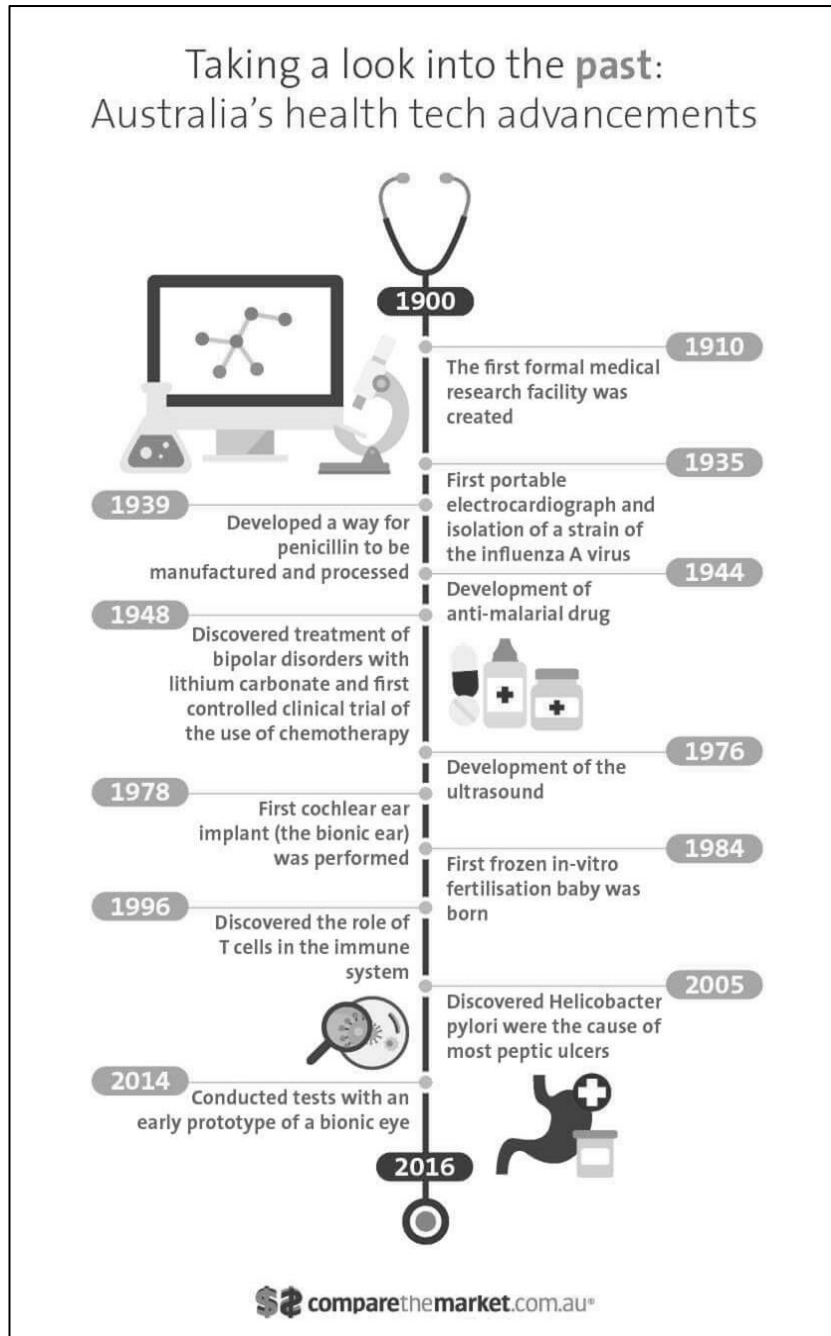 Taking a look into the past:
Australia's health tech advancements
1900
1910
The first formal medical
research facility was
created
1935
First portable
electrocardiograph and
isolation of a strain of
the influenza A virus
1939
Developed a way for
penicillin to be
manufactured and processed
1944
Development of
anti-malarial drug
1948
Discovered treatment of
bipolar disorders with
lithium carbonate and first
controlled clinical trial of
the use of chemotherapy
1976
Development of the
ultrasound
1978
First cochlear ear
implant (the bionic ear)
was performed
1984
First frozen in-vitro
fertilisation baby was
born
1996
Discovered the role of
T cells in the immune
system
2005
Discovered Helicobacter
pylori were the cause of
most peptic ulcers
2014
Conducted tests with an
early prototype of a bionic eye
2016
comparethemarket.com.au®